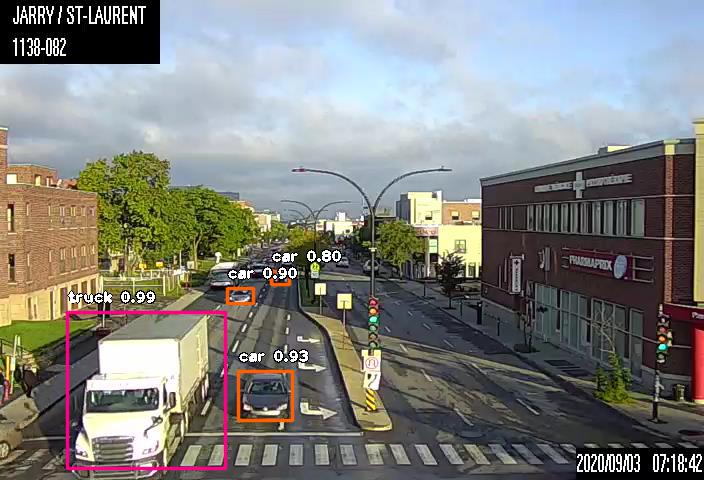 JARRY / ST-LAURENT
1138-082
car 0.80
car 0.90
truck 0.99
car 0.93
PHARMAPRIX
2020/09/03 07:18:42